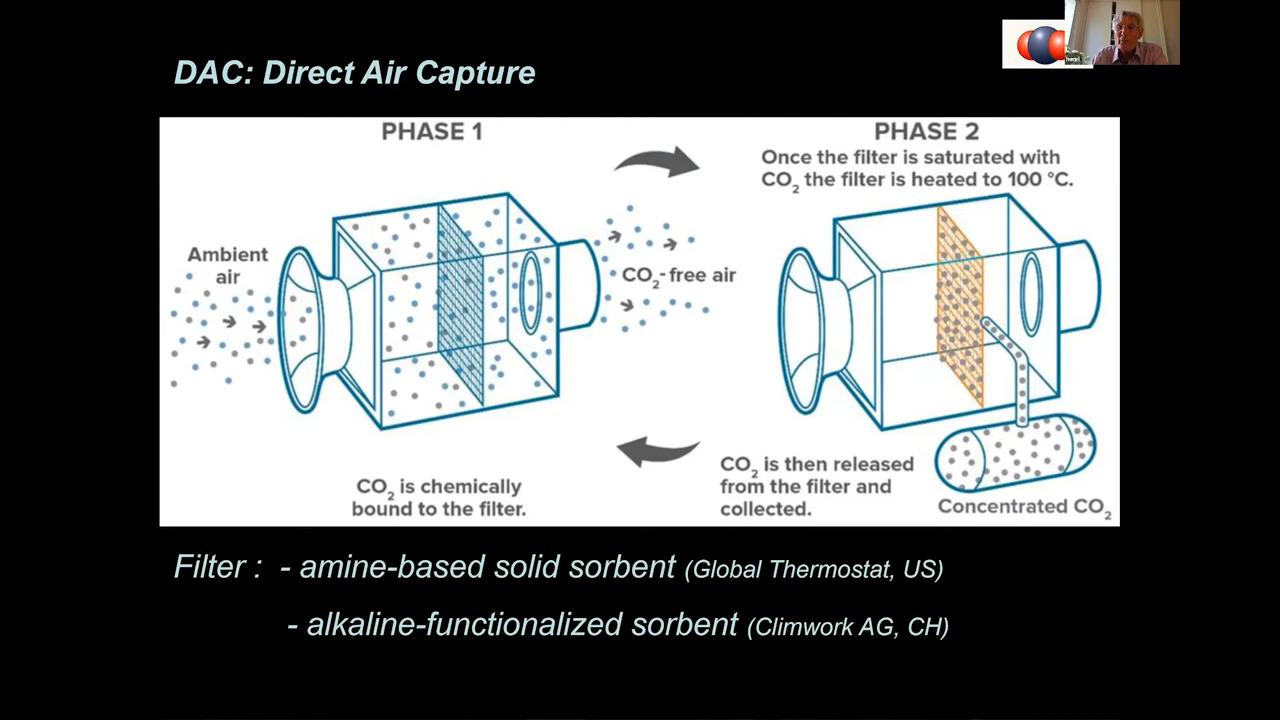 DAC: Direct Air Capture
PHASE 1
PHASE 2
Once the filter is saturated with
CO2 the filter is heated to 100 °C.
Ambient
air
CO2-free air
CO2 is chemically
bound to the filter.
CO2 is then released
from the filter and
collected.
Concentrated CO2
Filter : - amine-based solid sorbent (Global Thermostat, US)
- alkaline-functionalized sorbent (Climwork AG, CH)